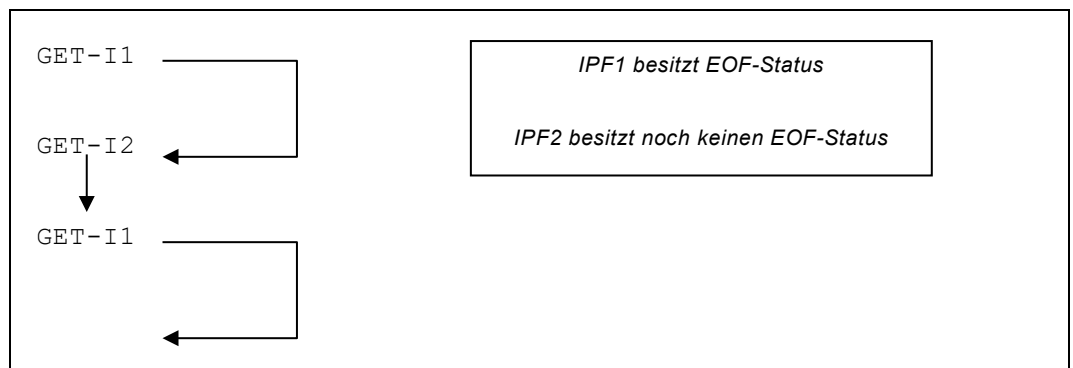 GET-I1
IPF1 besitzt EOF-Status
GET-I2
IPF2 besitzt noch keinen EOF-Status
GET-I1